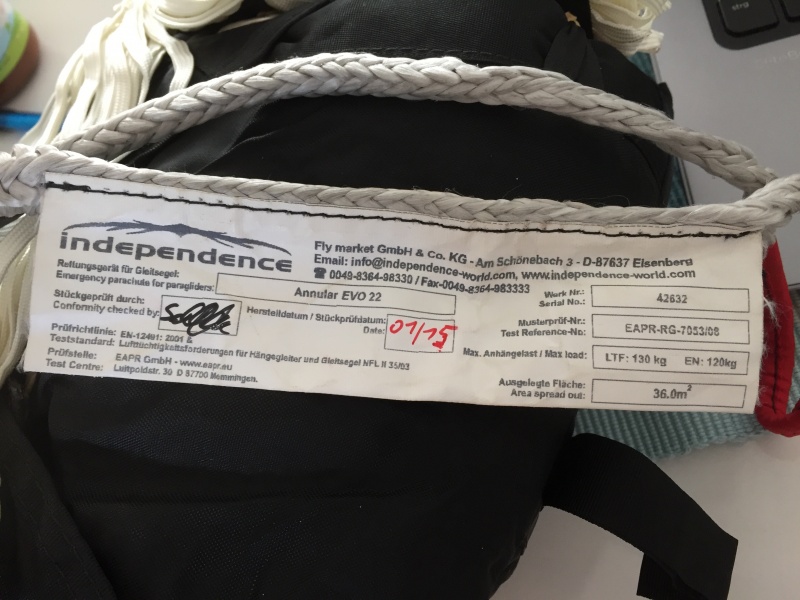 independence
Fly market GmbH & Co. KG - Am Schönebach 3 - D-87637 Eisenberg
Email: info@independence-world.com, www.independence-world.com
☎ 0049-8364-98330 / Fax-0049-8364-983333
Rettungsgerät für Gleitsegel:
Emergency parachute for paragliders:
Annular EVO 22
Stückgeprüft durch:
Conformity checked by:
Herstelldatum / Stückprüfdatum:
Date:
01/15
Prüfrichtlinie: EN-12491: 2001 &
Teststandard: Lufttüchtigkeitsforderungen für Hängegleiter und Gleitsegel NFL II 35/03
Prüfstelle: EAPR GmbH - www.eapr.eu
Test Centre: Luitpoldstr. 30 D 87700 Memmingen.
Werk Nr.:
Serial No.:
42632
Musterprüf-Nr.:
Test Reference-No.:
EAPR-RG-7053/08
Max. Anhängelast / Max load:
LTF: 130 kg EN: 120kg
Ausgelegte Fläche:
Area spread out:
36.0m²
strg